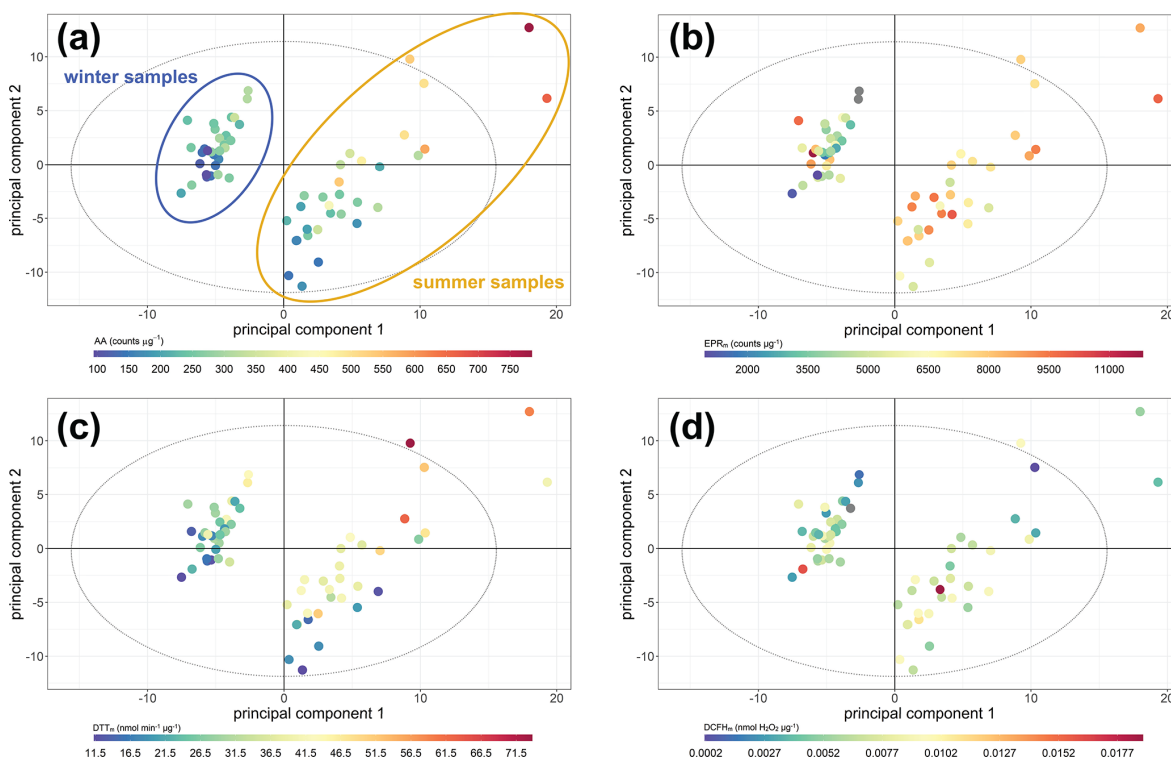 (a)
winter samples
summer samples
principal component 2
10
5
0
-5
-10
-10
0
10
20
principal component 1
AA (counts µg⁻¹)
100 150 200 250 300 350 400 450 500 550 600 650 700 750
(b)
principal component 2
10
5
0
-5
-10
-10
0
10
20
principal component 1
EPRₘ (counts µg⁻¹)
2000 3500 5000 6500 8000 9500 11000
(c)
principal component 2
10
5
0
-5
-10
-10
0
10
20
principal component 1
DTTₘ (nmol min⁻¹ µg⁻¹)
11.5 16.5 21.5 26.5 31.5 36.5 41.5 46.5 51.5 56.5 61.5 66.5 71.5
(d)
principal component 2
10
5
0
-5
-10
-10
0
10
20
principal component 1
DCFHₘ (nmol H₂O₂ µg⁻¹)
0.0002 0.0027 0.0052 0.0077 0.0102 0.0127 0.0152 0.0177